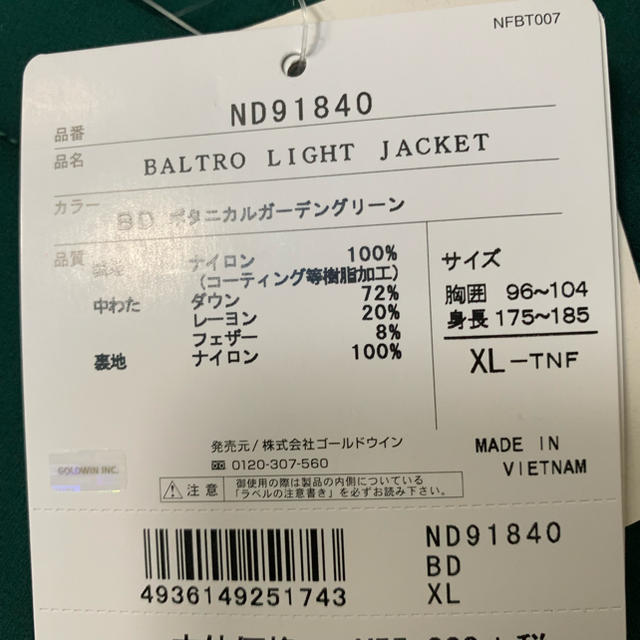 NFBT007
品番 ND91840
品名 BALTRO LIGHT JACKET
カラー BD ボタニカルガーデングリーン
品質 ナイロン 100%
(コーティング等樹脂加工)
中わた ダウン 72%
レーヨン 20%
フェザー 8%
裏地 ナイロン 100%
サイズ
胸囲 96~104
身長 175~185
XL-TNF
発売元/株式会社ゴールドウイン
0120-307-560
MADE IN
VIETNAM
GOLDWIN INC.
注意 御使用の際は製品の内側についている
「ラベルの注意書き」を必ずお読み下さい。
4936149251743
ND91840
BD
XL